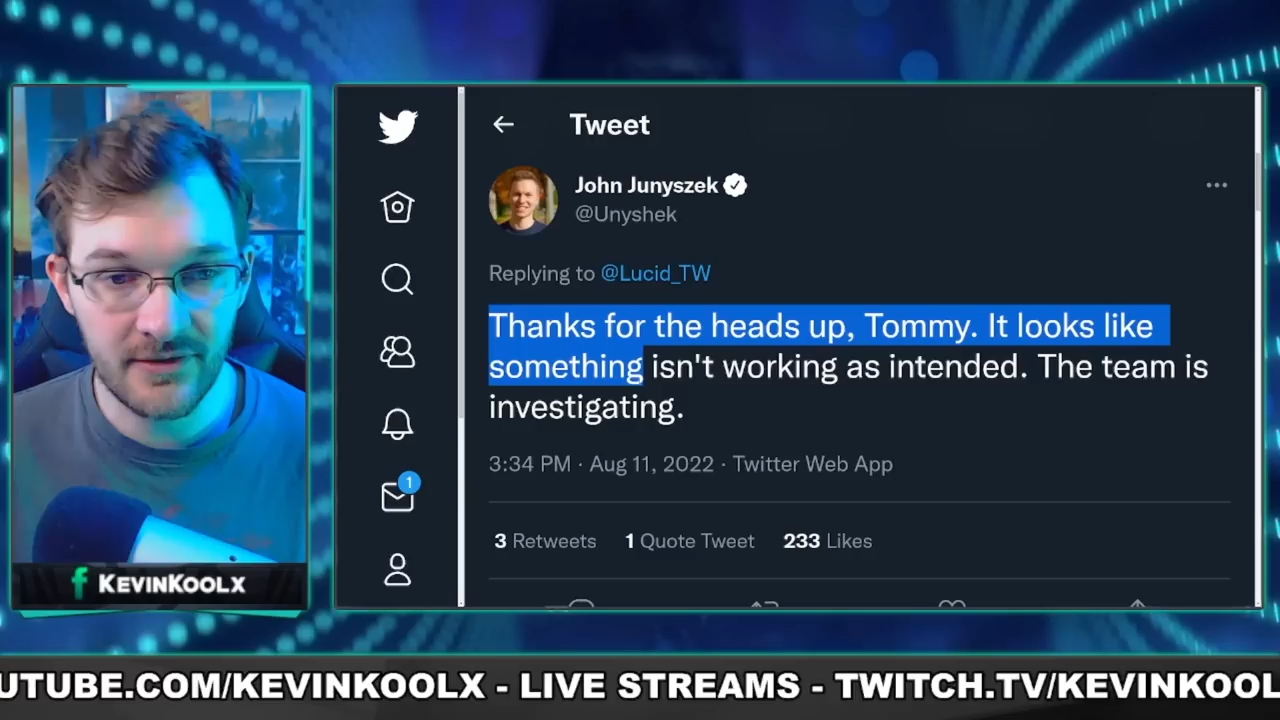 Tweet
John Junyszek
@Unyshek
Replying to @Lucid_TW
Thanks for the heads up, Tommy. It looks like
something isn't working as intended. The team is
investigating.
3:34 PM · Aug 11, 2022 · Twitter Web App
3 Retweets 1 Quote Tweet 233 Likes
1
f KEVINKOOLX
UTUBE.COM/KEVINKOOLX - LIVE STREAMS - TWITCH.TV/KEVINKOOL